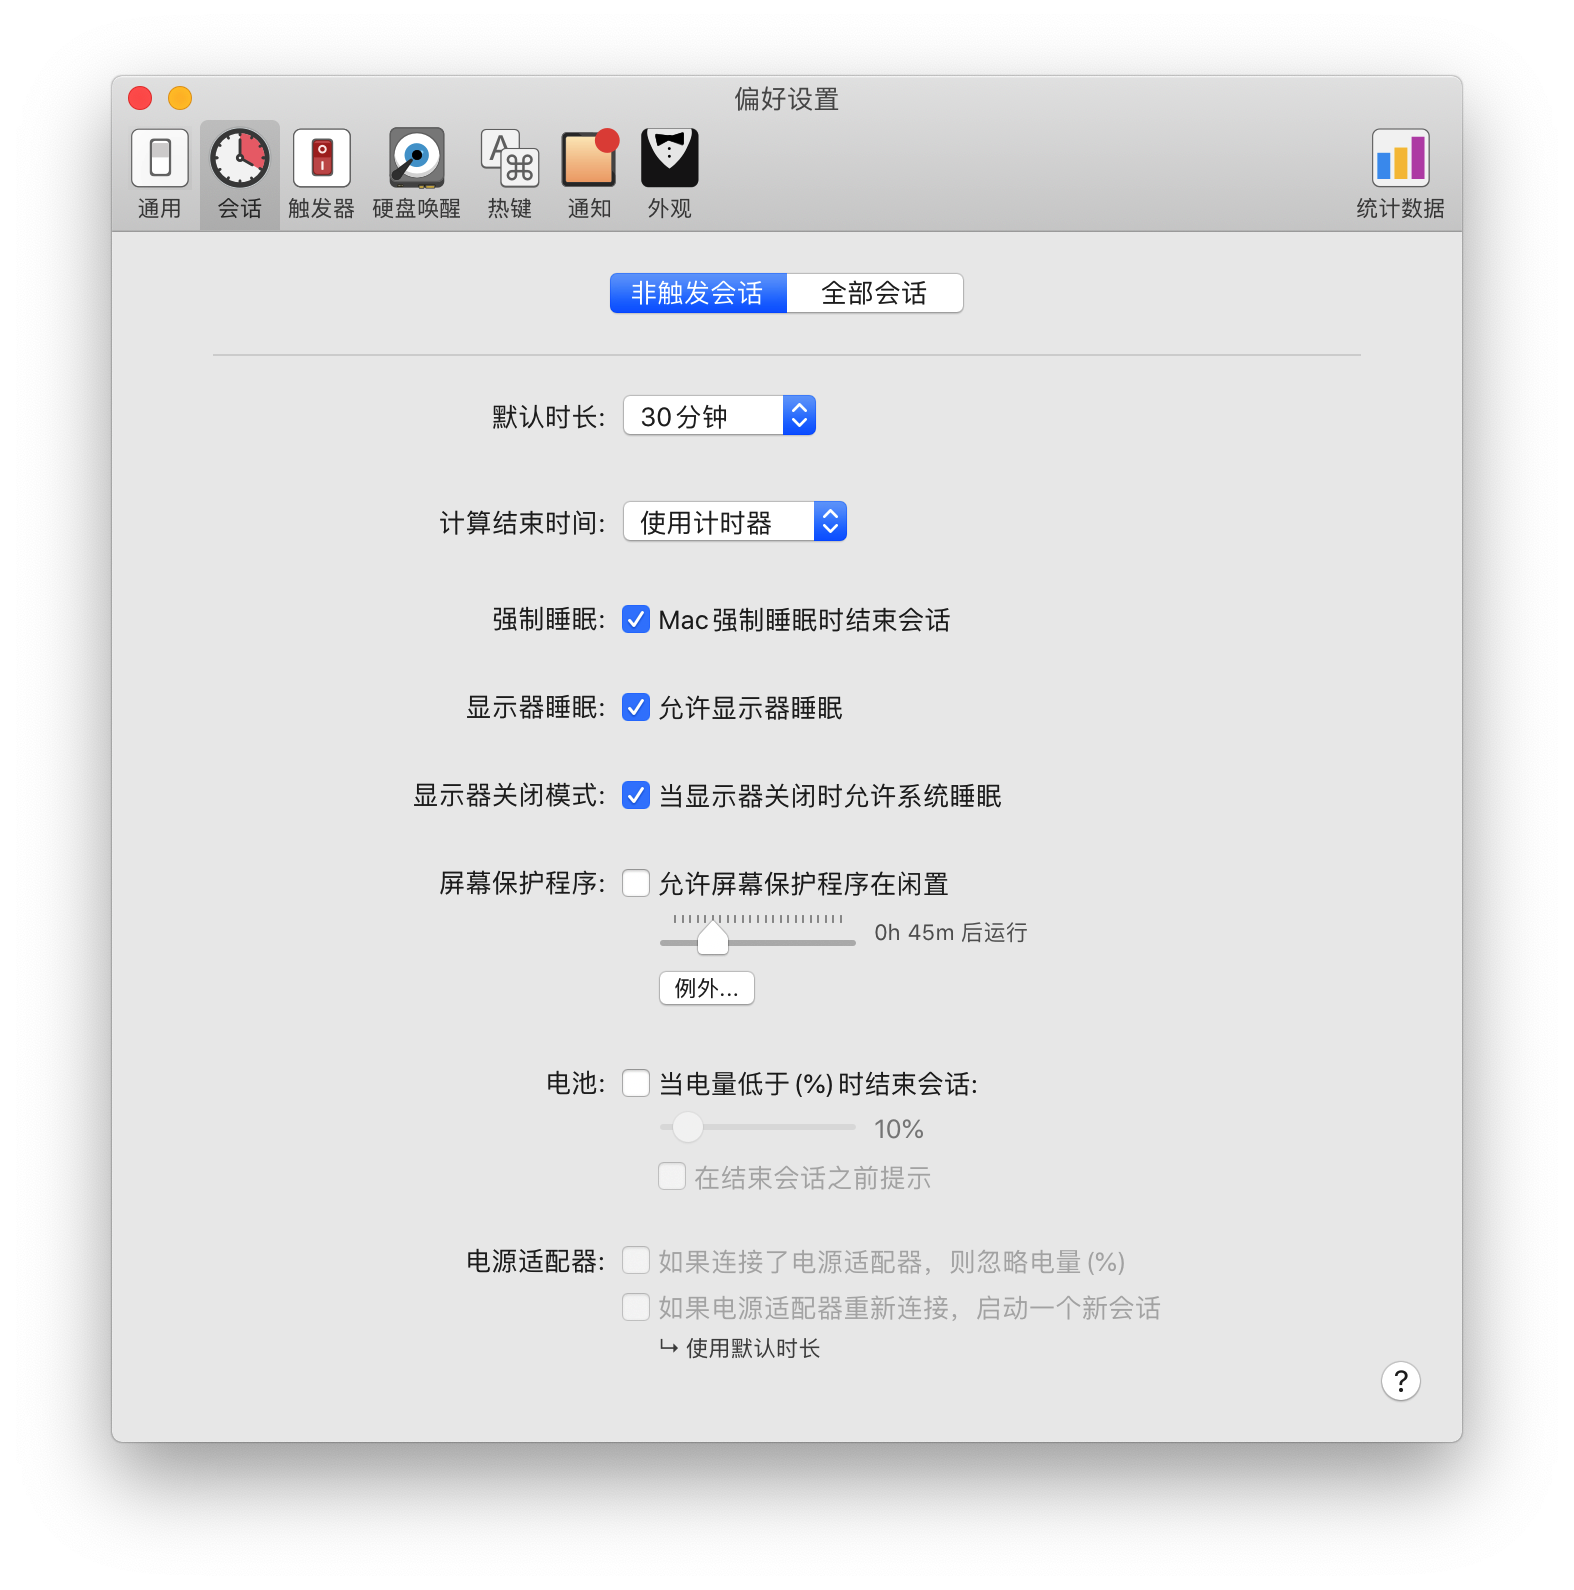 偏好设置
通用 会话 触发器 硬盘唤醒 热键 通知 外观 统计数据
非触发会话 全部会话
默认时长: 30 分钟
计算结束时间: 使用计时器
强制睡眠: Mac 强制睡眠时结束会话
显示器睡眠: 允许显示器睡眠
显示器关闭模式: 当显示器关闭时允许系统睡眠
屏幕保护程序: 允许屏幕保护程序在闲置
0h 45m 后运行
例外...
电池: 当电量低于 (%) 时结束会话:
10%
在结束会话之前提示
电源适配器: 如果连接了电源适配器，则忽略电量 (%)
如果电源适配器重新连接，启动一个新会话
↳ 使用默认时长
?